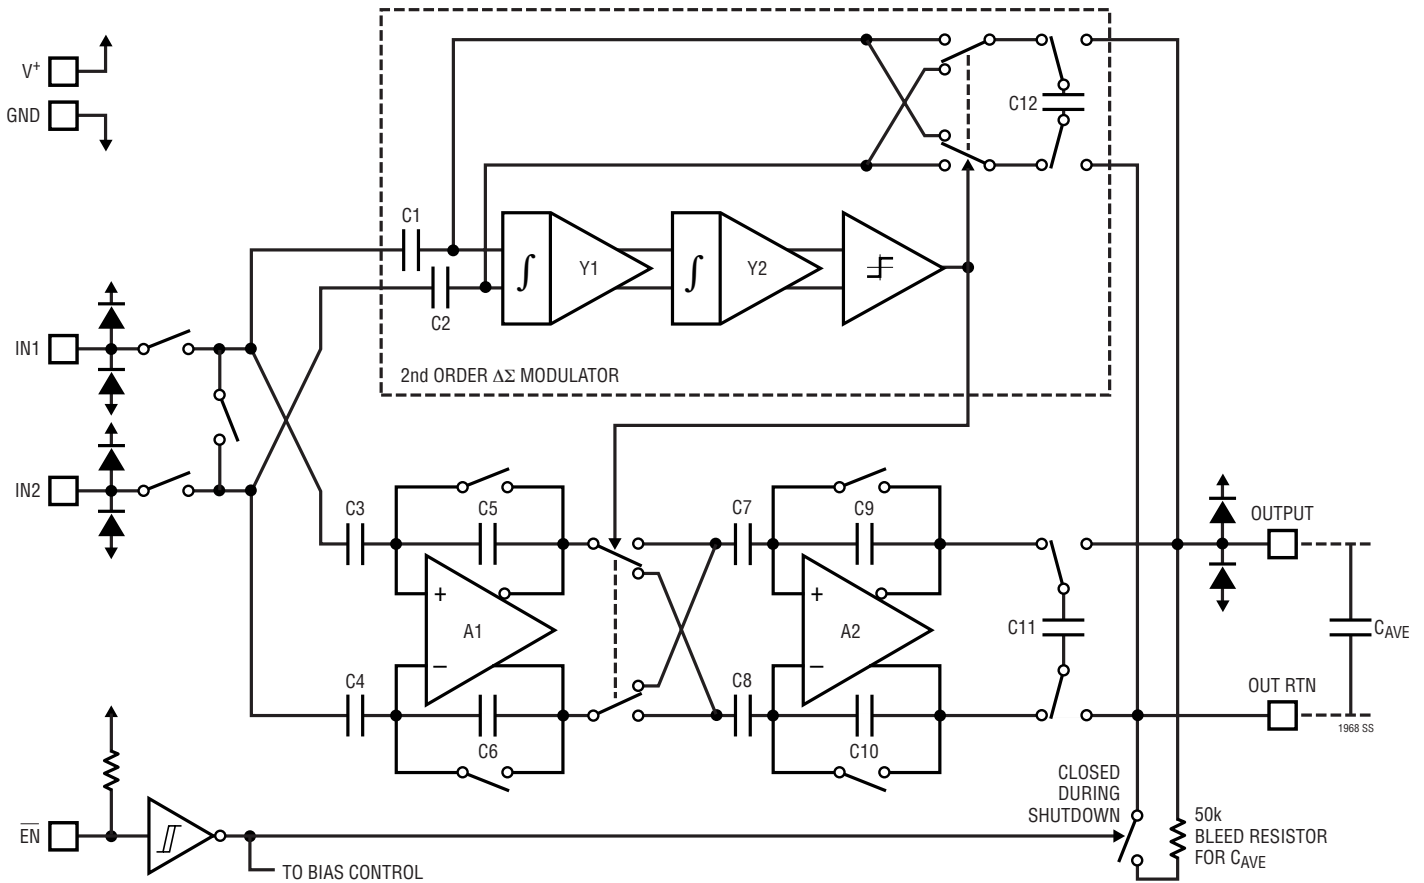 V+
GND
C12
C1
Y1
Y2
C2
IN1
2nd ORDER ΔΣ MODULATOR
IN2
C3
C5
C7
C9
OUTPUT
+
A1
−
+
A2
−
C11
CAVE
C4
C8
OUT RTN
1968 SS
C6
C10
CLOSED
DURING
SHUTDOWN
50k
BLEED RESISTOR
FOR CAVE
E̅N̅
TO BIAS CONTROL